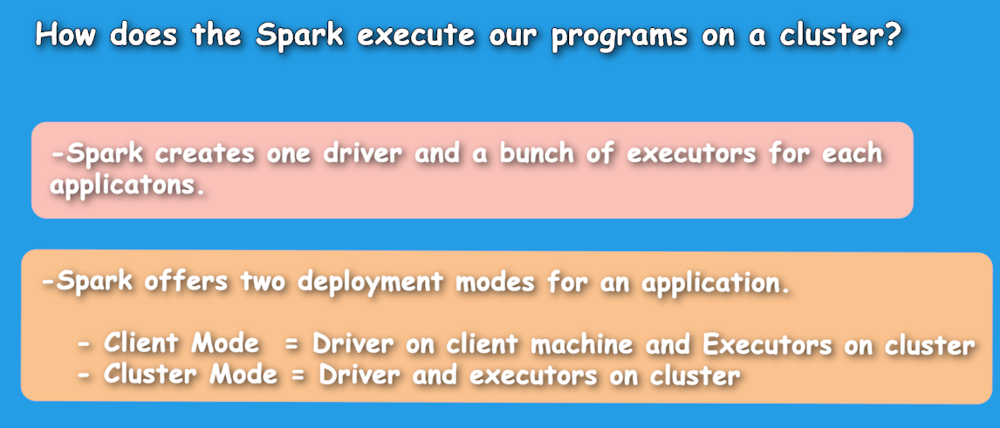 How does the Spark execute our programs on a cluster?
-Spark creates one driver and a bunch of executors for each
applicatons.
-Spark offers two deployment modes for an application.
- Client Mode = Driver on client machine and Executors on cluster
- Cluster Mode = Driver and executors on cluster